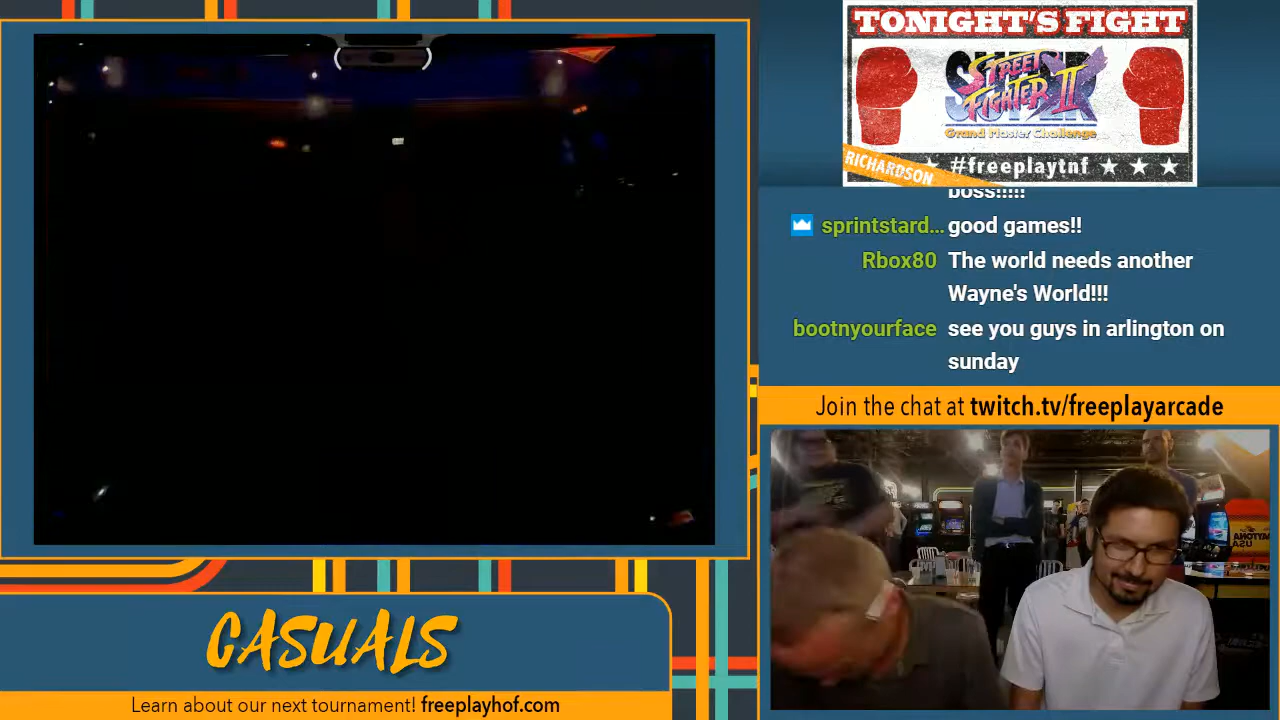 TONIGHT'S FIGHT
SUPER
STREET
FIGHTER II X
Grand Master Challenge
RICHARDSON
#freeplaytnf
boss!!!!!
sprintstard... good games!!
Rbox80 The world needs another
Wayne's World!!!
bootnyourface see you guys in arlington on
sunday
Join the chat at twitch.tv/freeplayarcade
DAYTONA
USA
CASUALS
Learn about our next tournament! freeplayhof.com